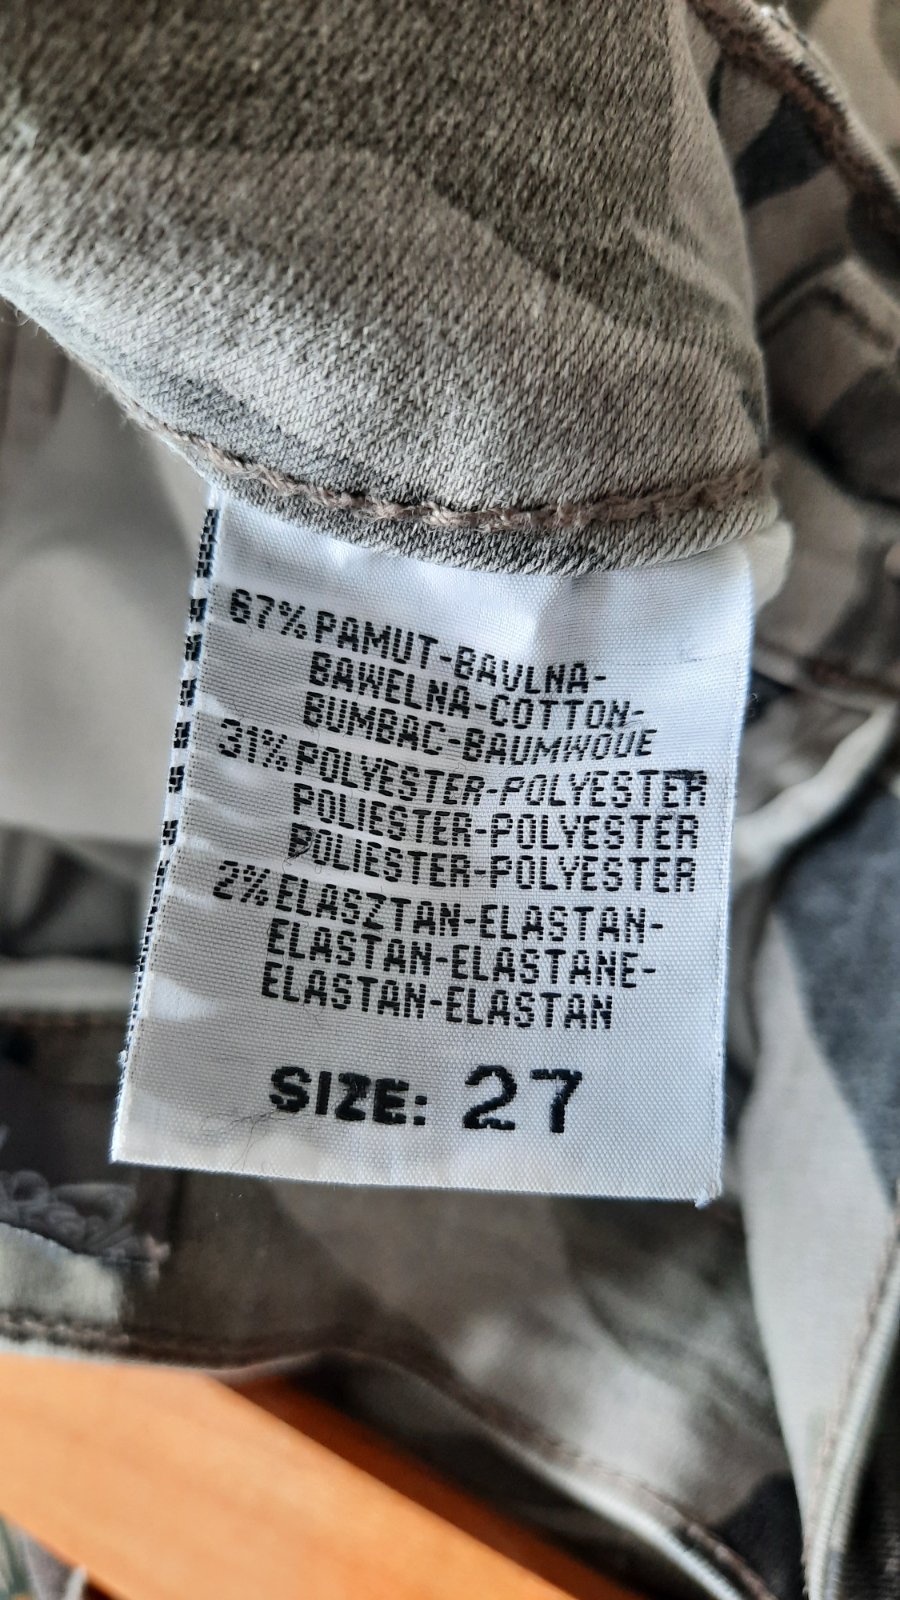 67% PAMUT-BAVLNA-
BAWELNA-COTTON-
BUMBAC-BAUMWOUE
31% POLYESTER-POLYESTER
POLIESTER-POLYESTER
POLIESTER-POLYESTER
2% ELASZTAN-ELASTAN-
ELASTAN-ELASTANE-
ELASTAN-ELASTAN
SIZE: 27